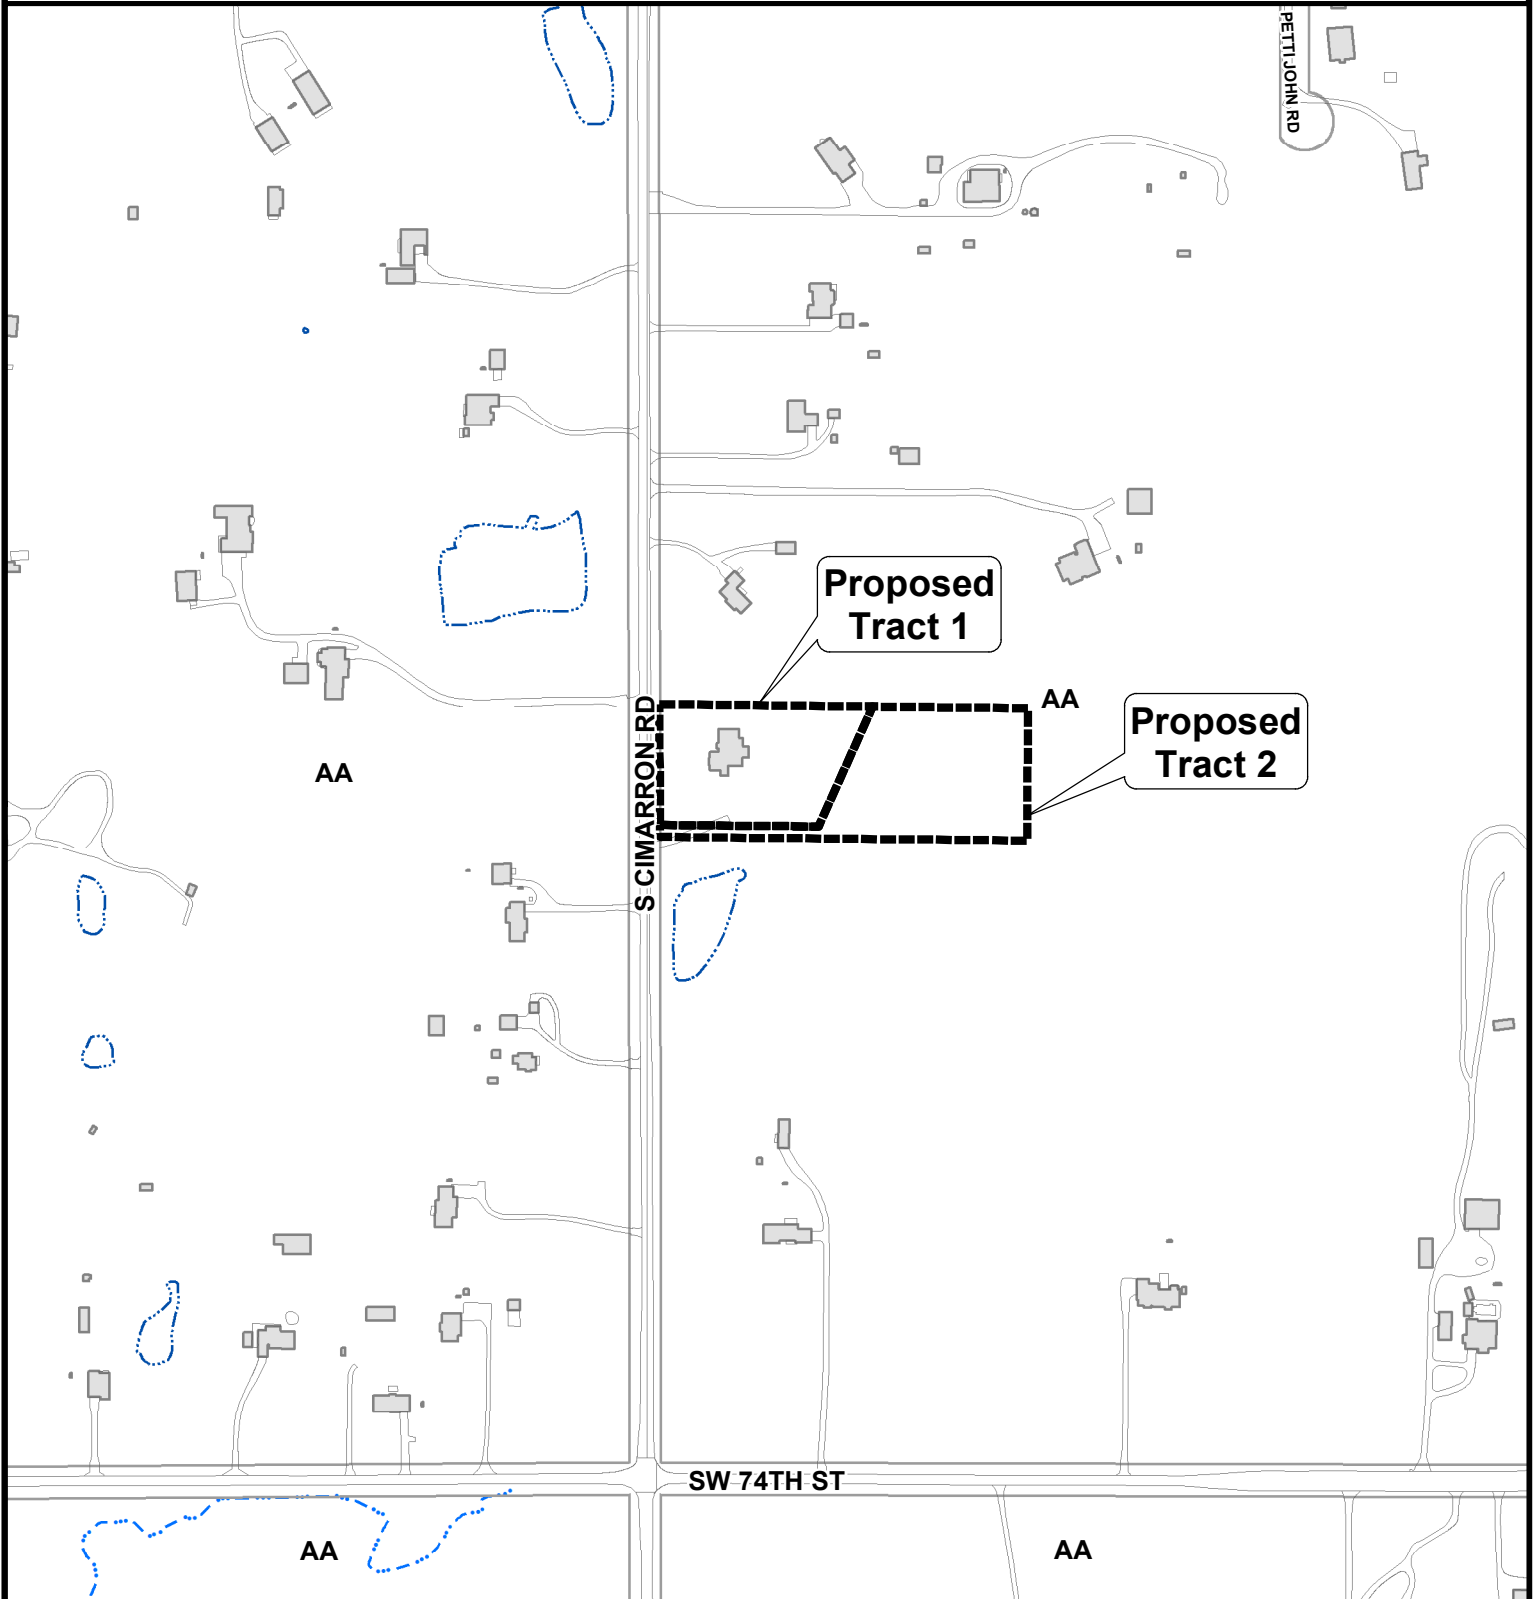 PETTIJOHN RD
Proposed
Tract 1
AA
Proposed
Tract 2
S CIMARRON RD
AA
SW 74TH ST
AA
AA